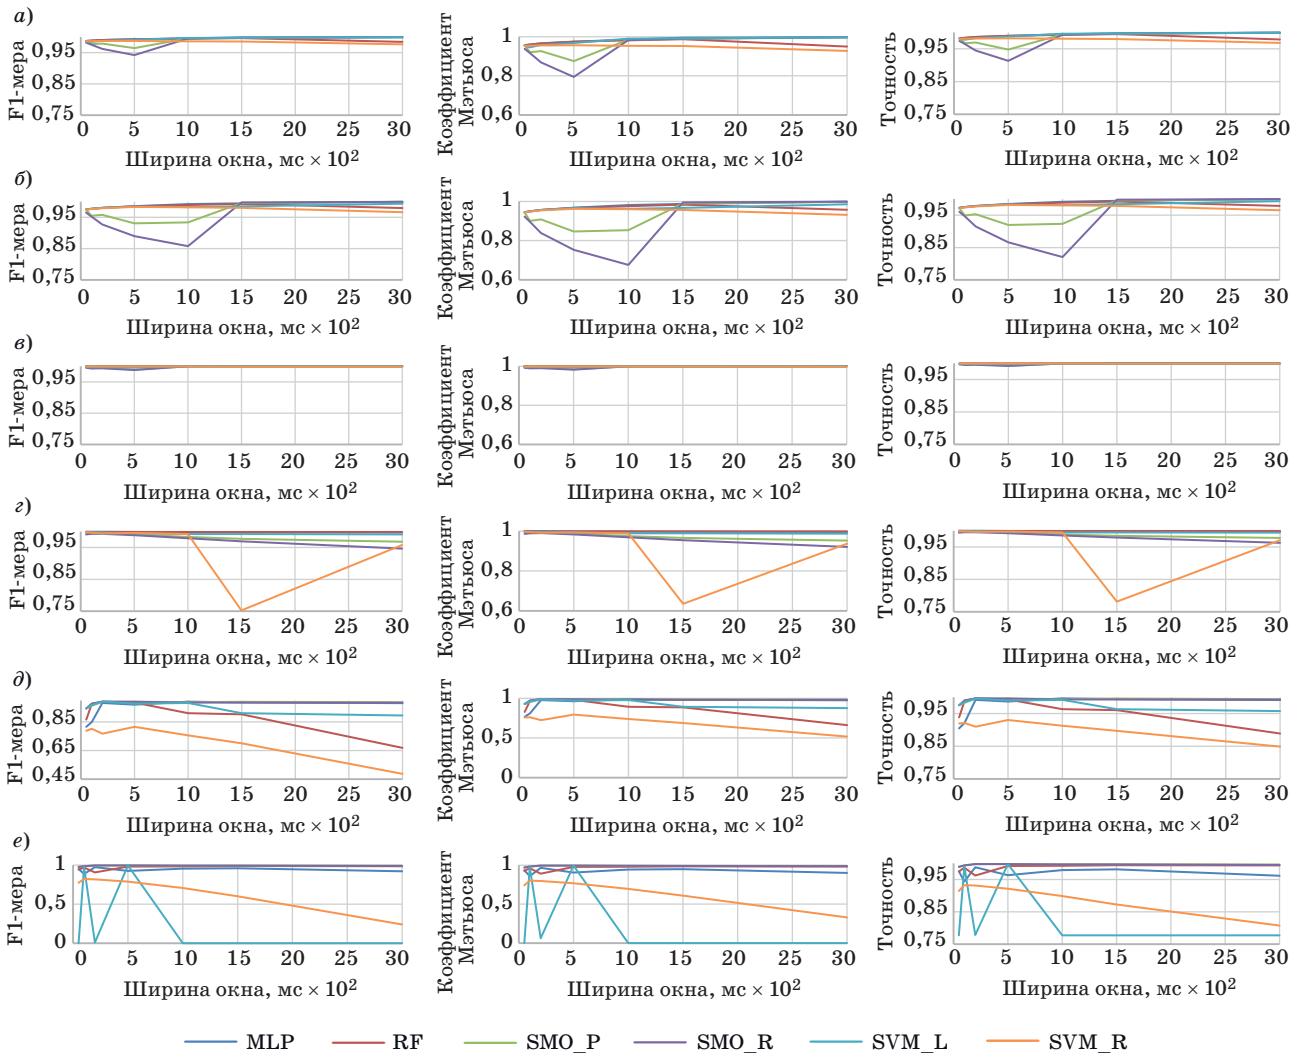 а)
F1-мера
0,95
0,85
0,75
0 5 10 15 20 25 30
Ширина окна, мс × 10²
Коэффициент
Мэтьюса
1
0,8
0,6
0 5 10 15 20 25 30
Ширина окна, мс × 10²
Точность
0,95
0,85
0,75
0 5 10 15 20 25 30
Ширина окна, мс × 10²
б)
F1-мера
0,95
0,85
0,75
0 5 10 15 20 25 30
Ширина окна, мс × 10²
Коэффициент
Мэтьюса
1
0,8
0,6
0 5 10 15 20 25 30
Ширина окна, мс × 10²
Точность
0,95
0,85
0,75
0 5 10 15 20 25 30
Ширина окна, мс × 10²
в)
F1-мера
0,95
0,85
0,75
0 5 10 15 20 25 30
Ширина окна, мс × 10²
Коэффициент
Мэтьюса
1
0,8
0,6
0 5 10 15 20 25 30
Ширина окна, мс × 10²
Точность
0,95
0,85
0,75
0 5 10 15 20 25 30
Ширина окна, мс × 10²
г)
F1-мера
0,95
0,85
0,75
0 5 10 15 20 25 30
Ширина окна, мс × 10²
Коэффициент
Мэтьюса
1
0,8
0,6
0 5 10 15 20 25 30
Ширина окна, мс × 10²
Точность
0,95
0,85
0,75
0 5 10 15 20 25 30
Ширина окна, мс × 10²
д)
F1-мера
0,85
0,65
0,45
0 5 10 15 20 25 30
Ширина окна, мс × 10²
Коэффициент
Мэтьюса
1
0,5
0
0 5 10 15 20 25 30
Ширина окна, мс × 10²
Точность
0,95
0,85
0,75
0 5 10 15 20 25 30
Ширина окна, мс × 10²
е)
F1-мера
1
0,5
0
0 5 10 15 20 25 30
Ширина окна, мс × 10²
Коэффициент
Мэтьюса
1
0,5
0
0 5 10 15 20 25 30
Ширина окна, мс × 10²
Точность
0,95
0,85
0,75
0 5 10 15 20 25 30
Ширина окна, мс × 10²
MLP RF SMO_P SMO_R SVM_L SVM_R